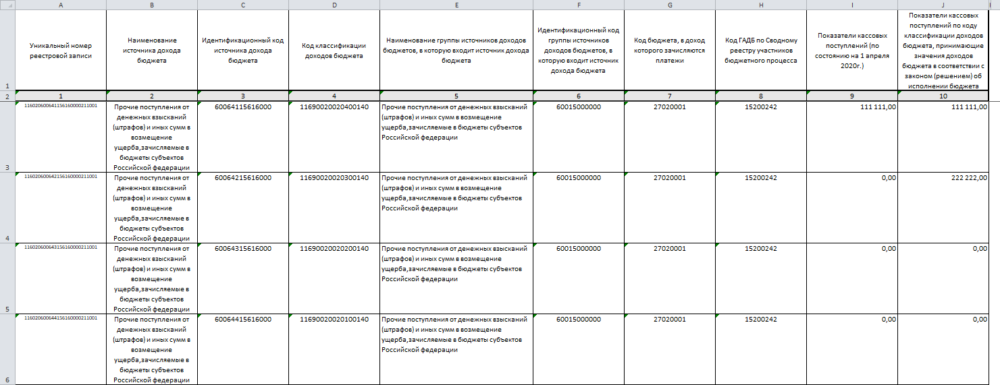 A B C D E F G H I J
1
Уникальный номер
реестровой записи
Наименование
источника дохода
бюджета
Идентификационный код
источника дохода
бюджета
Код классификации
доходов бюджета
Наименование группы источников доходов
бюджетов, в которую входит источник дохода
бюджета
Идентификационный код
группы источников
доходов бюджетов, в
которую входит источник
дохода бюджета
Код бюджета, в доход
которого зачисляются
платежи
Код ГАДБ по Сводному
реестру участников
бюджетного процесса
Показатели кассовых
поступлений (по
состоянию на 1 апреля
2020г.)
Показатели кассовых
поступлений по коду
классификации доходов
бюджета, принимающие
значения доходов
бюджета в соответствии с
законом (решением) об
исполнении бюджета
2
1 2 3 4 5 6 7 8 9 10
3
116020600641156160000211001
Прочие поступления от
денежных взысканий
(штрафов) и иных сумм в
возмещение
ущерба,зачисляемые в
бюджеты субъектов
Российской федерации
60064115616000
11690020020400140
Прочие поступления от денежных взысканий
(штрафов) и иных сумм в возмещение
ущерба,зачисляемые в бюджеты субъектов
Российской федерации
60015000000
27020001
15200242
111 111,00
111 111,00
4
116020600642156160000211001
Прочие поступления от
денежных взысканий
(штрафов) и иных сумм в
возмещение
ущерба,зачисляемые в
бюджеты субъектов
Российской федерации
60064215616000
11690020020300140
Прочие поступления от денежных взысканий
(штрафов) и иных сумм в возмещение
ущерба,зачисляемые в бюджеты субъектов
Российской федерации
60015000000
27020001
15200242
0,00
222 222,00
5
116020600643156160000211001
Прочие поступления от
денежных взысканий
(штрафов) и иных сумм в
возмещение
ущерба,зачисляемые в
бюджеты субъектов
Российской федерации
60064315616000
11690020020200140
Прочие поступления от денежных взысканий
(штрафов) и иных сумм в возмещение
ущерба,зачисляемые в бюджеты субъектов
Российской федерации
60015000000
27020001
15200242
0,00
0,00
6
116020600644156160000211001
Прочие поступления от
денежных взысканий
(штрафов) и иных сумм в
возмещение
ущерба,зачисляемые в
бюджеты субъектов
Российской федерации
60064415616000
11690020020100140
Прочие поступления от денежных взысканий
(штрафов) и иных сумм в возмещение
ущерба,зачисляемые в бюджеты субъектов
Российской федерации
60015000000
27020001
15200242
0,00
0,00